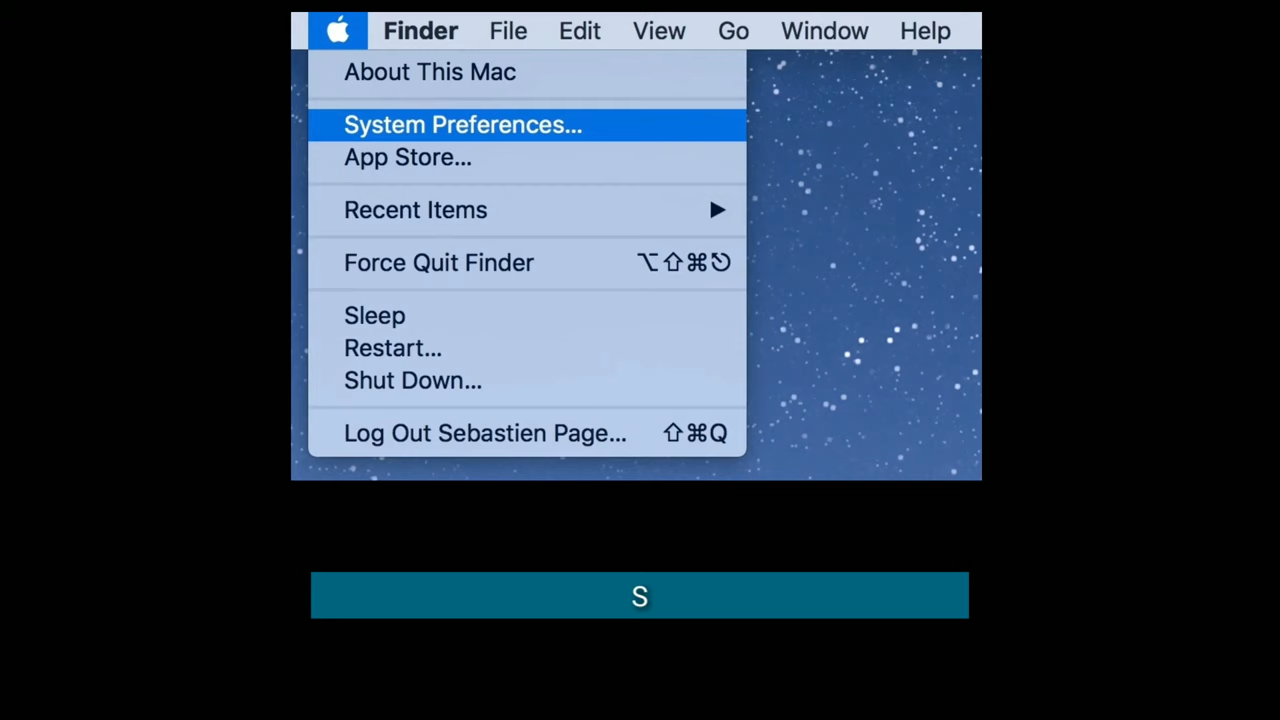 Finder File Edit View Go Window Help
About This Mac
System Preferences...
App Store...
Recent Items ▶
Force Quit Finder ⌥⇧⌘⎋
Sleep
Restart...
Shut Down...
Log Out Sebastien Page... ⇧⌘Q
S